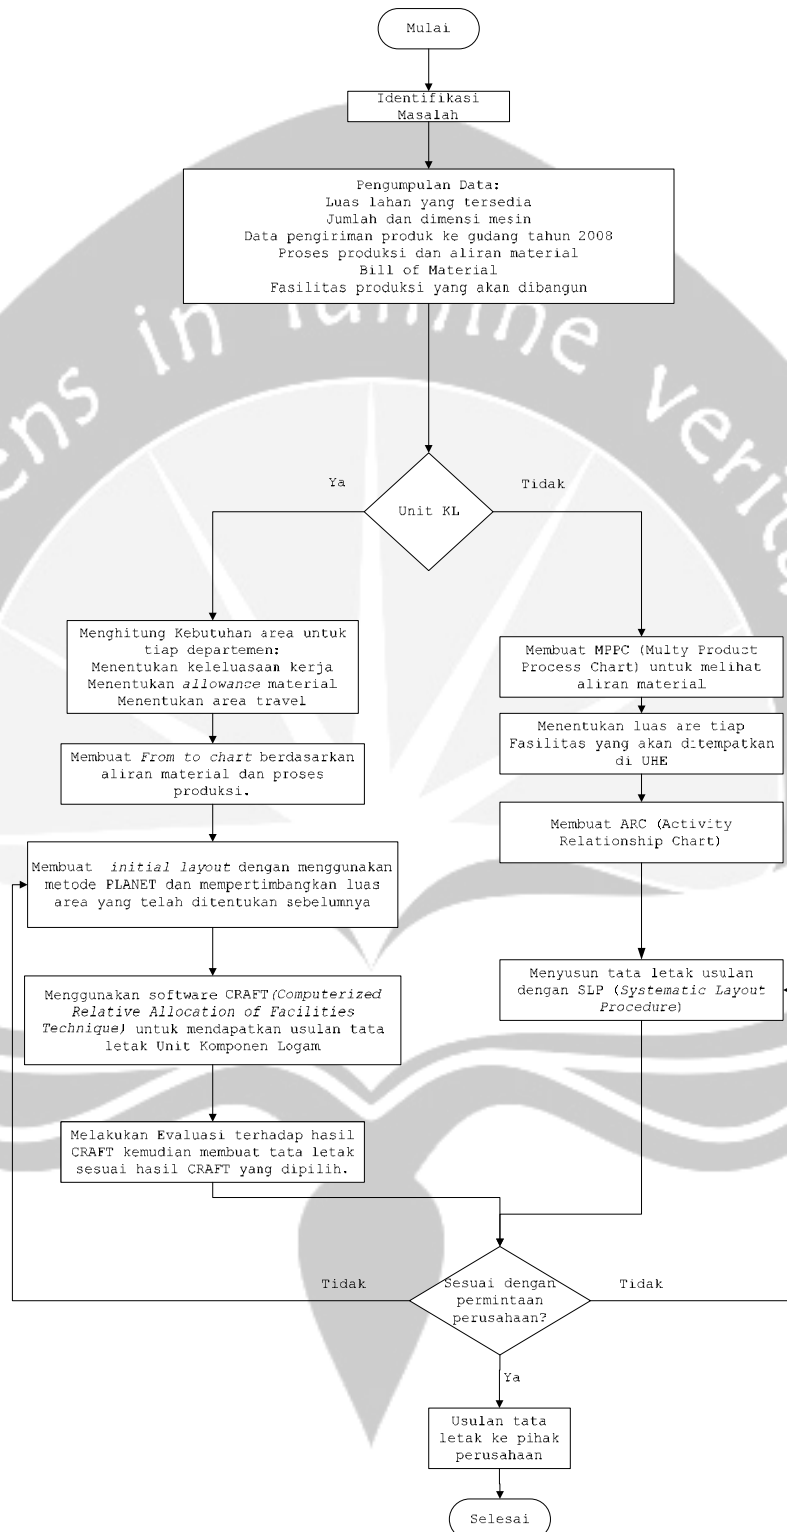 Mulai
Identifikasi
Masalah
Pengumpulan Data:
Luas lahan yang tersedia
Jumlah dan dimensi mesin
Data pengiriman produk ke gudang tahun 2008
Proses produksi dan aliran material
Bill of Material
Fasilitas produksi yang akan dibangun
ens in lumine verita
Ya
Unit KL
Tidak
Menghitung Kebutuhan area untuk
tiap departemen:
Menentukan keleluasaan kerja
Menentukan allowance material
Menentukan area travel
Membuat From to chart berdasarkan
aliran material dan proses
produksi.
Membuat initial layout dengan menggunakan
metode PLANET dan mempertimbangkan luas
area yang telah ditentukan sebelumnya
Menggunakan software CRAFT(Computerized
Relative Allocation of Facilities
Technique) untuk mendapatkan usulan tata
letak Unit Komponen Logam
Melakukan Evaluasi terhadap hasil
CRAFT kemudian membuat tata letak
sesuai hasil CRAFT yang dipilih.
Membuat MPPC (Multy Product
Process Chart) untuk melihat
aliran material
Menentukan luas are tiap
Fasilitas yang akan ditempatkan
di UHE
Membuat ARC (Activity
Relationship Chart)
Menyusun tata letak usulan
dengan SLP (Systematic Layout
Procedure)
Tidak
Sesuai dengan
permintaan
perusahaan?
Tidak
Ya
Usulan tata
letak ke pihak
perusahaan
Selesai